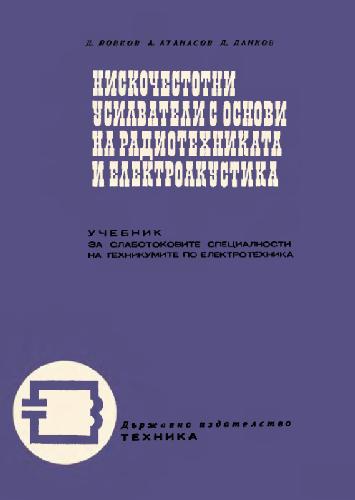 Д. ВОВКОВ А. АТАНАСОВ Д. ДАНКОВ
НИСКОЧЕСТОТНИ
УСИЛВАТЕЛИ С ОСНОВИ
НА РАДИОТЕХНИКАТА
И ЕЛЕКТРОАКУСТИКА
УЧЕБНИК
ЗА СЛАБОТОКОВИТЕ СПЕЦИАЛНОСТИ
НА ТЕХНИКУМИТЕ ПО ЕЛЕКТРОТЕХНИКА
Държавно издателство
ТЕХНИКА